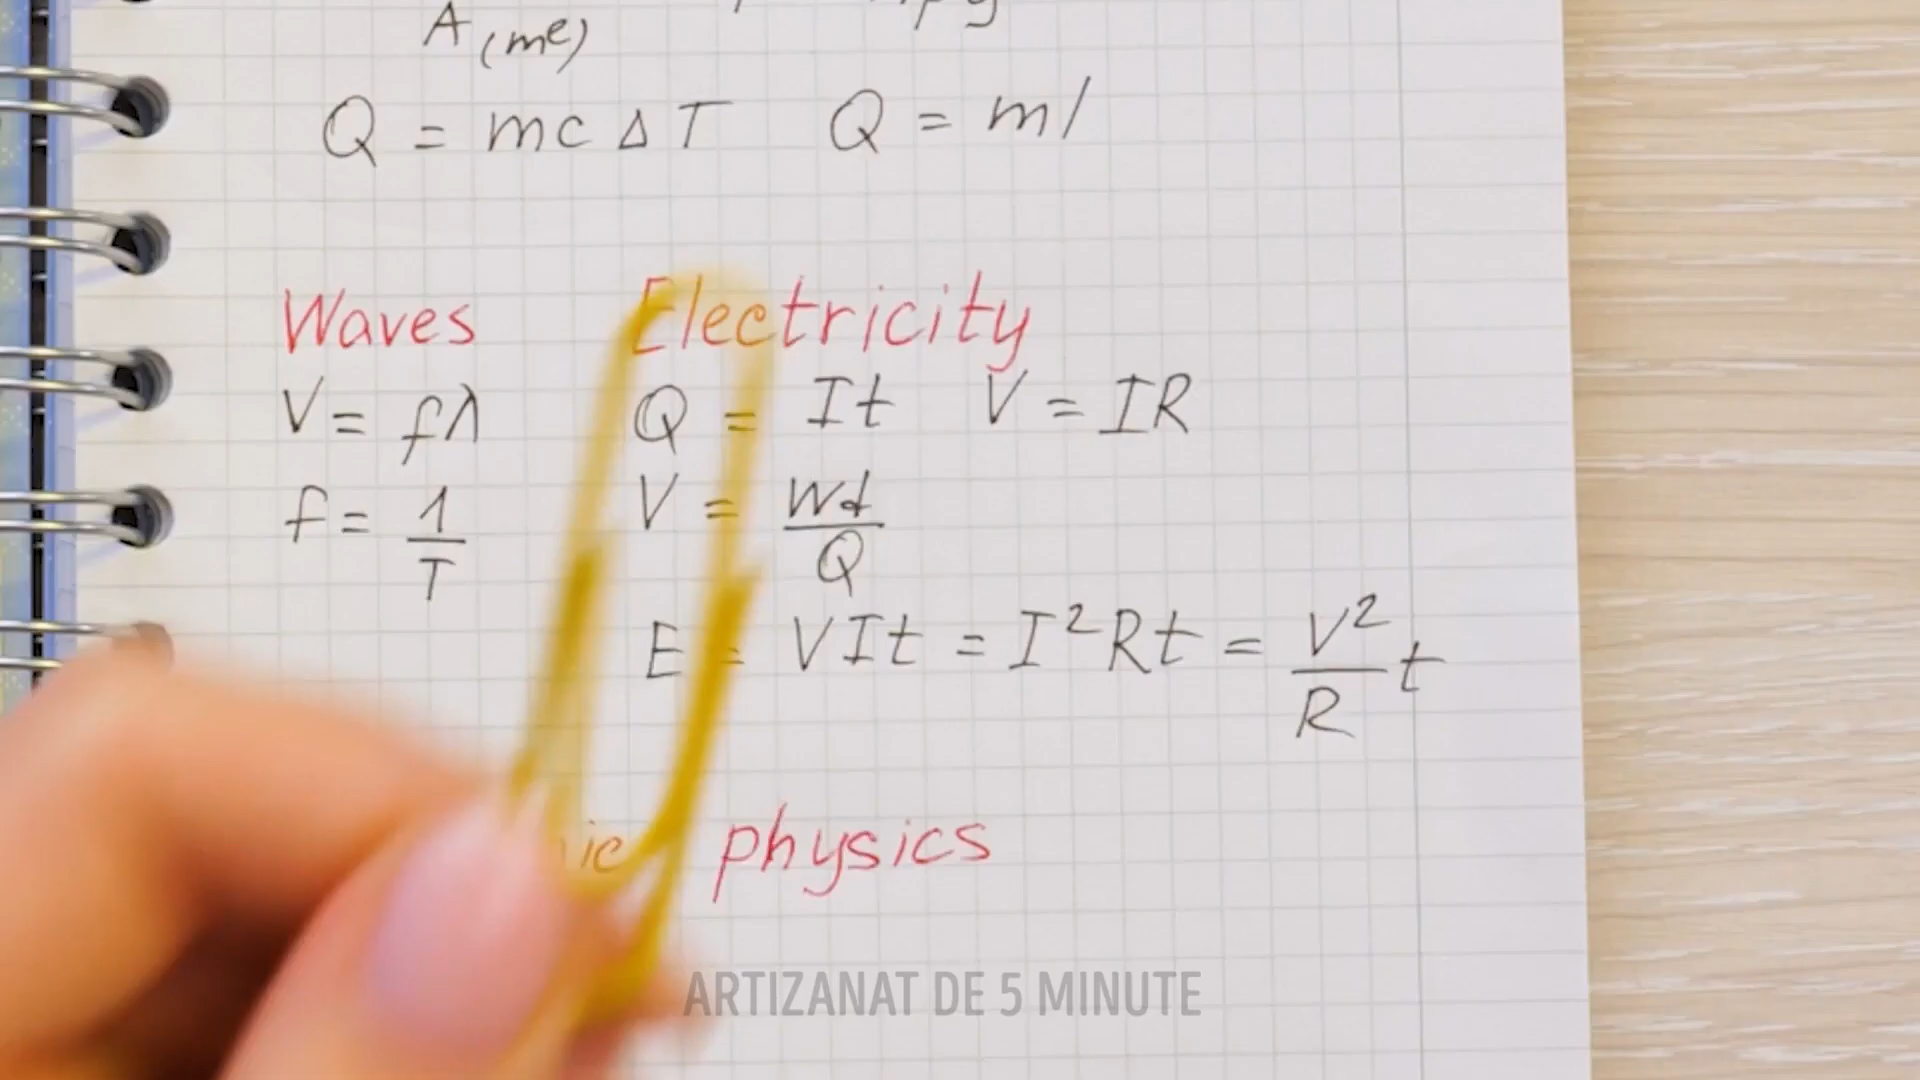 A(me)
Q = mcΔT Q = ml
Waves Electricity
V = fλ Q = It V = IR
f = 1/T V = Wd/Q
E = VIt = I²Rt = V²/R t
physics
ARTIZANAT DE 5 MINUTE